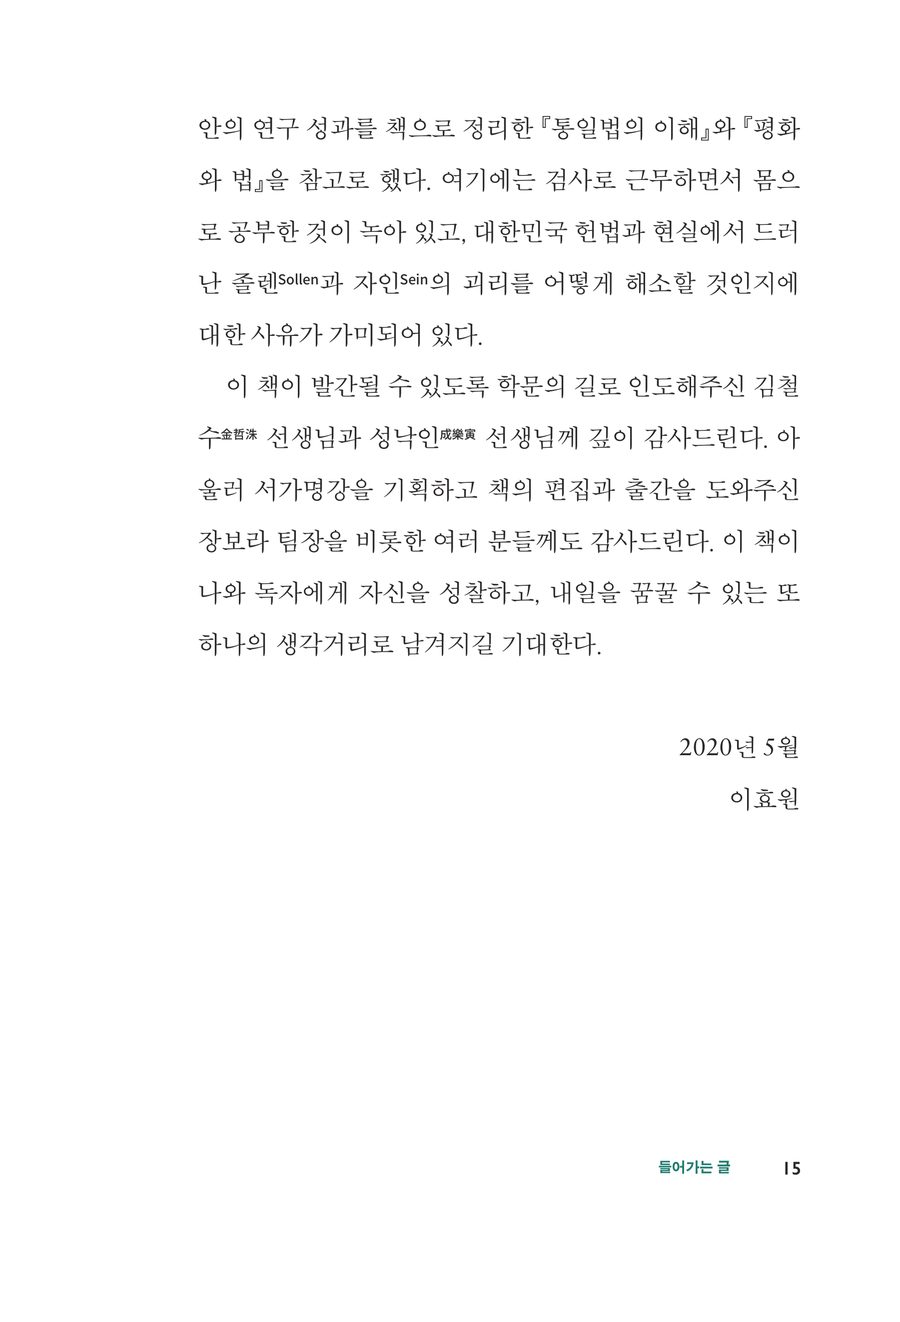 안의 연구 성과를 책으로 정리한 『통일법의 이해』와 『평화
와 법』을 참고로 했다. 여기에는 검사로 근무하면서 몸으
로 공부한 것이 녹아 있고, 대한민국 헌법과 현실에서 드러
난 졸렌Sollen과 자인Sein의 괴리를 어떻게 해소할 것인지에
대한 사유가 가미되어 있다.
이 책이 발간될 수 있도록 학문의 길로 인도해주신 김철
수金哲洙 선생님과 성낙인成樂寅 선생님께 깊이 감사드린다. 아
울러 서가명강을 기획하고 책의 편집과 출간을 도와주신
장보라 팀장을 비롯한 여러 분들께도 감사드린다. 이 책이
나와 독자에게 자신을 성찰하고, 내일을 꿈꿀 수 있는 또
하나의 생각거리로 남겨지길 기대한다.
2020년 5월
이효원
들어가는 글 15